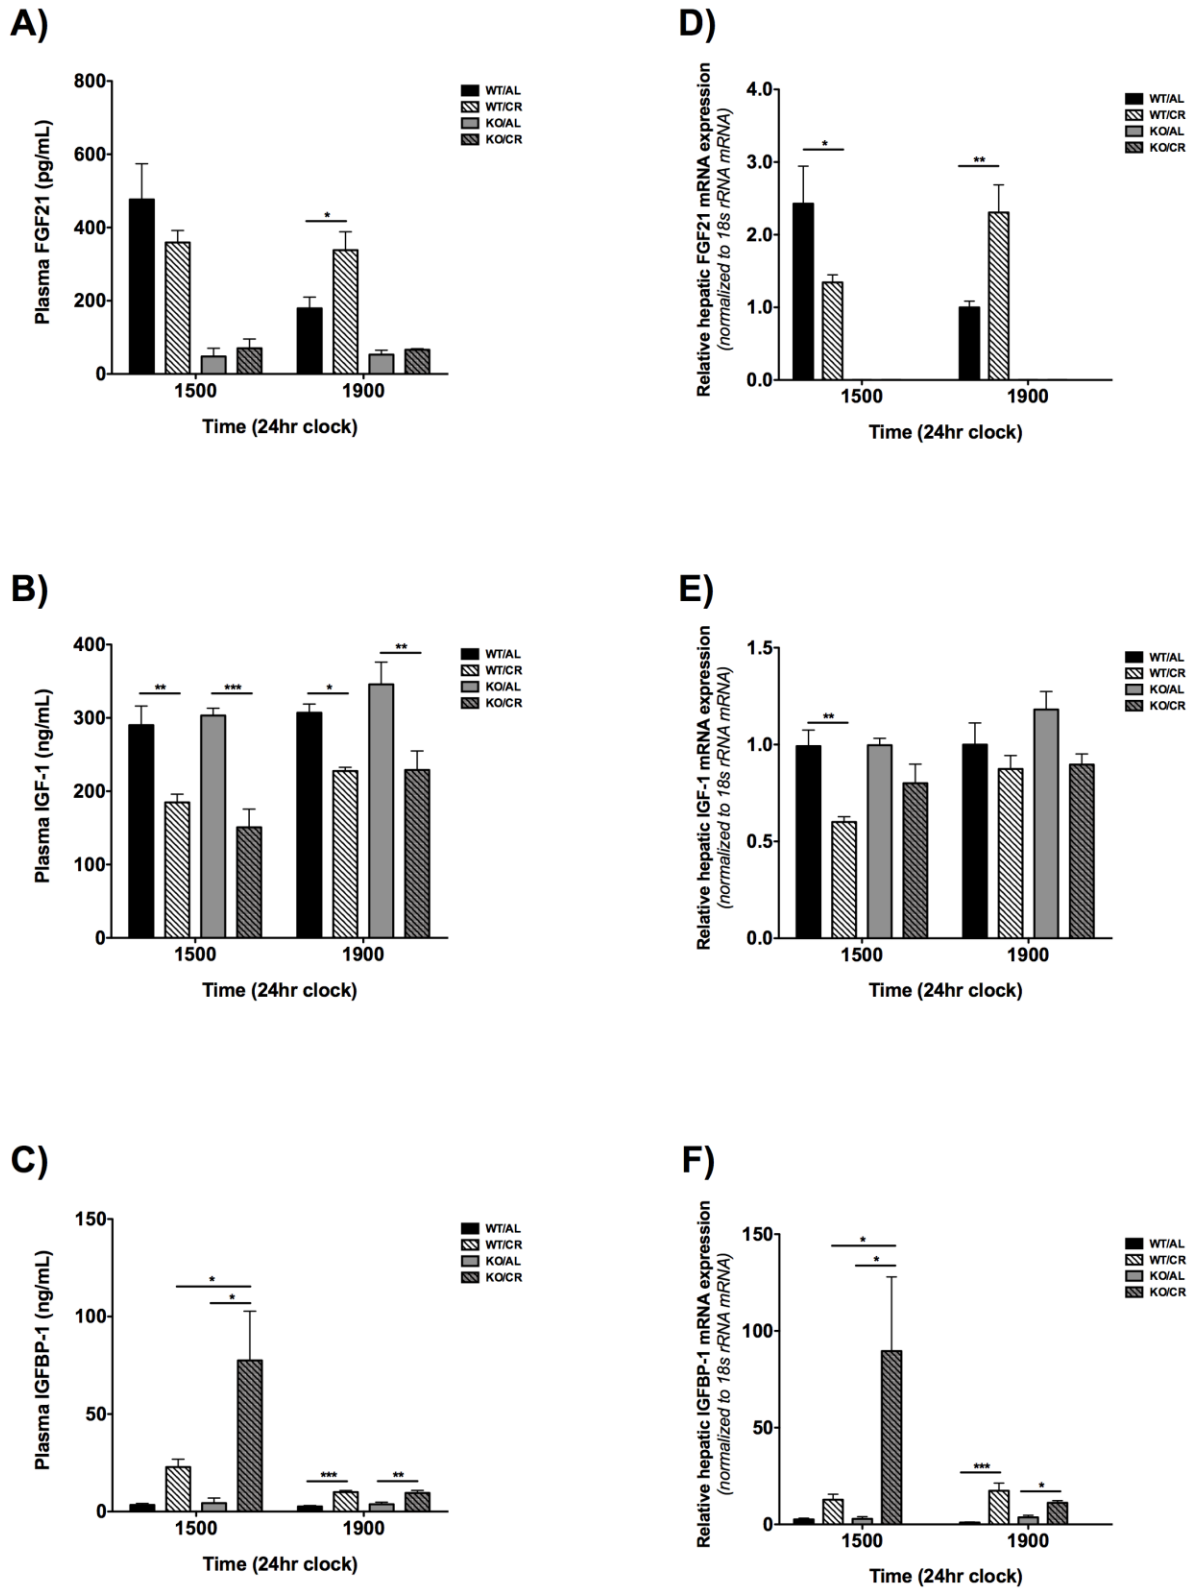 A)
Plasma FGF21 (pg/mL)
800
600
400
200
0
*
1500
1900
Time (24hr clock)
WT/AL
WT/CR
KO/AL
KO/CR
D)
Relative hepatic FGF21 mRNA expression
(normalized to 18s rRNA mRNA)
4.0
3.0
2.0
1.0
0.0
*
**
1500
1900
Time (24hr clock)
WT/AL
WT/CR
KO/AL
KO/CR
B)
Plasma IGF-1 (ng/mL)
400
300
200
100
0
**
***
*
**
1500
1900
Time (24hr clock)
WT/AL
WT/CR
KO/AL
KO/CR
E)
Relative hepatic IGF-1 mRNA expression
(normalized to 18s rRNA mRNA)
1.5
1.0
0.5
0.0
**
1500
1900
Time (24hr clock)
WT/AL
WT/CR
KO/AL
KO/CR
C)
Plasma IGFBP-1 (ng/mL)
150
100
50
0
*
*
***
**
1500
1900
Time (24hr clock)
WT/AL
WT/CR
KO/AL
KO/CR
F)
Relative hepatic IGFBP-1 mRNA expression
(normalized to 18s rRNA mRNA)
150
100
50
0
*
*
***
*
1500
1900
Time (24hr clock)
WT/AL
WT/CR
KO/AL
KO/CR